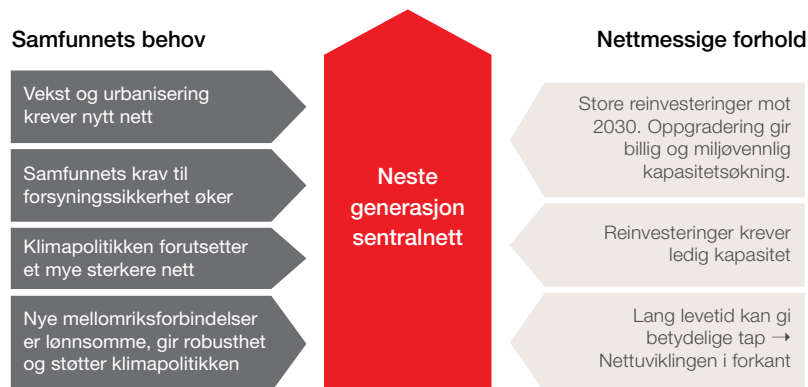 Samfunnets behov
Vekst og urbanisering
krever nytt nett
Samfunnets krav til
forsyningssikkerhet øker
Klimapolitikken forutsetter
et mye sterkere nett
Nye mellomriksforbindelser
er lønnsomme, gir robusthet
og støtter klimapolitikken
Neste
generasjon
sentralnett
Nettmessige forhold
Store reinvesteringer mot
2030. Oppgradering gir
billig og miljøvennlig
kapasitetsøkning.
Reinvesteringer krever
ledig kapasitet
Lang levetid kan gi
betydelige tap →
Nettuviklingen i forkant